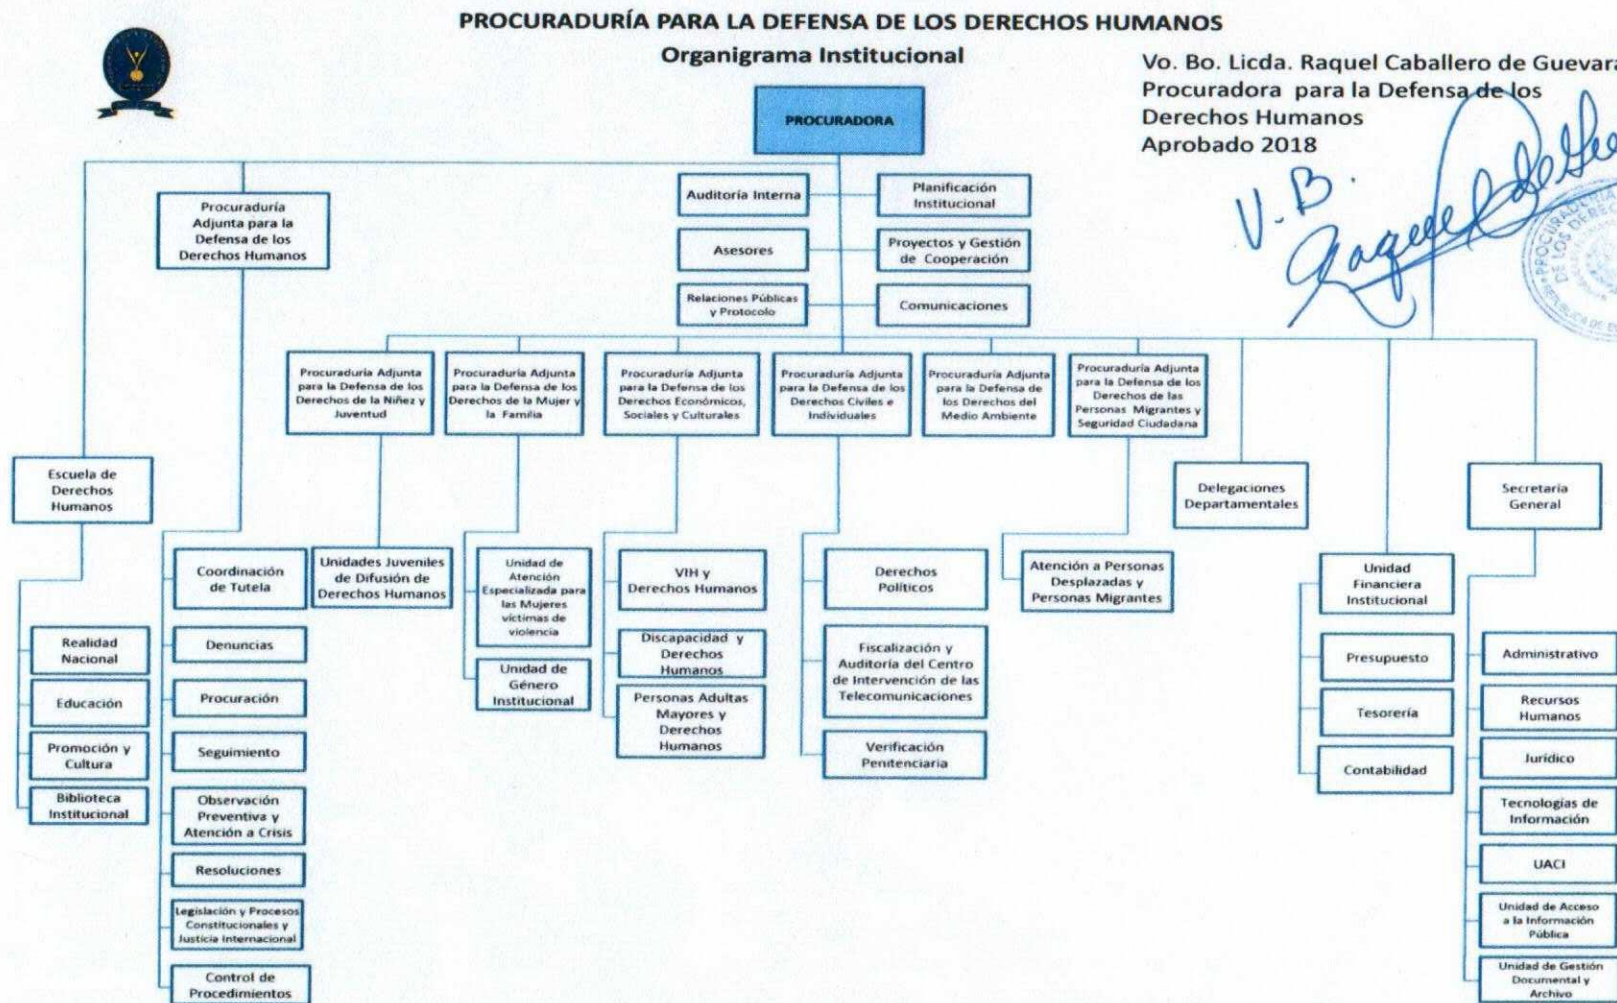 PROCURADURÍA PARA LA DEFENSA DE LOS DERECHOS HUMANOS
Organigrama Institucional
Vo. Bo. Licda. Raquel Caballero de Guevara
Procuradora para la Defensa de los
Derechos Humanos
Aprobado 2018
V. B.
Raquel
PROCURADORA
Procuraduría
Adjunta para la
Defensa de los
Derechos Humanos
Auditoría Interna
Planificación
Institucional
Asesores
Proyectos y Gestión
de Cooperación
Relaciones Públicas
y Protocolo
Comunicaciones
Procuraduría Adjunta
para la Defensa de los
Derechos de la Niñez y
Juventud
Procuraduría Adjunta
para la Defensa de los
Derechos de la Mujer y
la Familia
Procuraduría Adjunta
para la Defensa de los
Derechos Económicos,
Sociales y Culturales
Procuraduría Adjunta
para la Defensa de los
Derechos Civiles e
Individuales
Procuraduría Adjunta
para la Defensa de
los Derechos del
Medio Ambiente
Procuraduría Adjunta
para la Defensa de los
Derechos de las
Personas Migrantes y
Seguridad Ciudadana
Escuela de
Derechos
Humanos
Delegaciones
Departamentales
Secretaría
General
Coordinación
de Tutela
Unidades Juveniles
de Difusión de
Derechos Humanos
Unidad de
Atención
Especializada para
las Mujeres
víctimas de
violencia
VIH y
Derechos Humanos
Derechos
Políticos
Atención a Personas
Desplazadas y
Personas Migrantes
Unidad
Financiera
Institucional
Realidad
Nacional
Denuncias
Unidad de
Género
Institucional
Discapacidad y
Derechos
Humanos
Fiscalización y
Auditoría del Centro
de Intervención de las
Telecomunicaciones
Presupuesto
Administrativo
Educación
Procuración
Personas Adultas
Mayores y
Derechos
Humanos
Tesorería
Recursos
Humanos
Promoción y
Cultura
Seguimiento
Verificación
Penitenciaria
Contabilidad
Jurídico
Biblioteca
Institucional
Observación
Preventiva y
Atención a Crisis
Tecnologías de
Información
Resoluciones
UACI
Legislación y Procesos
Constitucionales y
Justicia Internacional
Unidad de Acceso
a la Información
Pública
Control de
Procedimientos
Unidad de Gestión
Documental y
Archivo